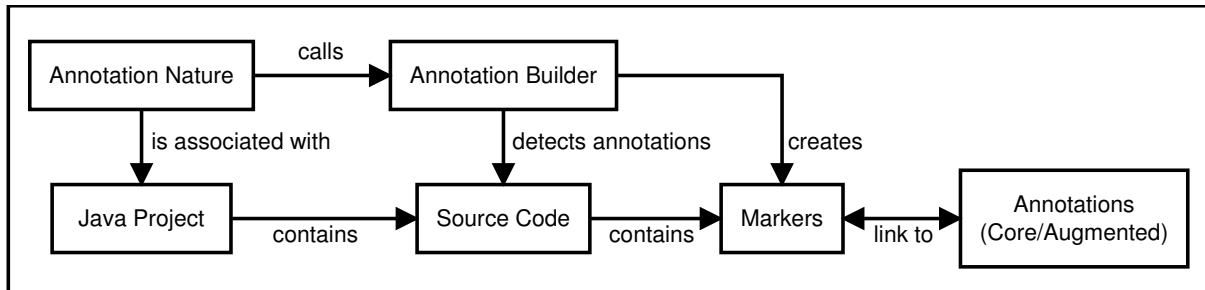 calls
Annotation Nature
Annotation Builder
is associated with
detects annotations
creates
Java Project
Source Code
Markers
Annotations
(Core/Augmented)
contains
contains
link to